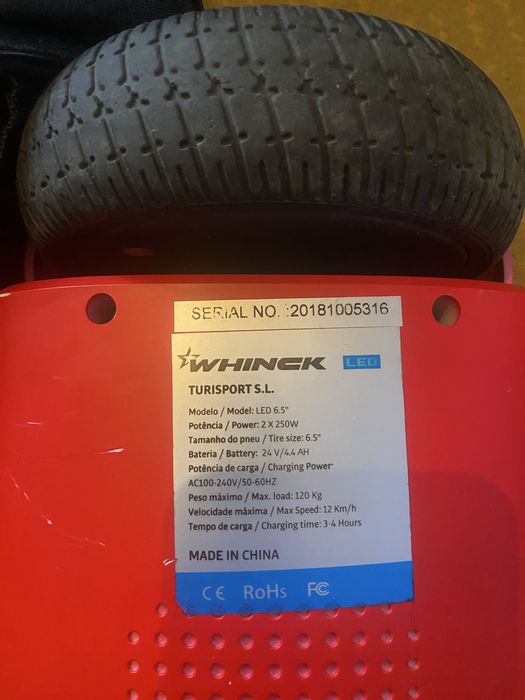 SERIAL NO. :20181005316
WHINCK LED
TURISPORT S.L.
Modelo / Model: LED 6.5"
Potência / Power: 2 X 250W
Tamanho do pneu / Tire size: 6.5"
Bateria / Battery: 24 V/4.4 AH
Potência de carga / Charging Power
AC100-240V/50-60HZ
Peso máximo / Max. load: 120 Kg
Velocidade máxima / Max Speed: 12 Km/h
Tempo de carga / Charging time: 3-4 Hours
MADE IN CHINA
CE RoHS FC